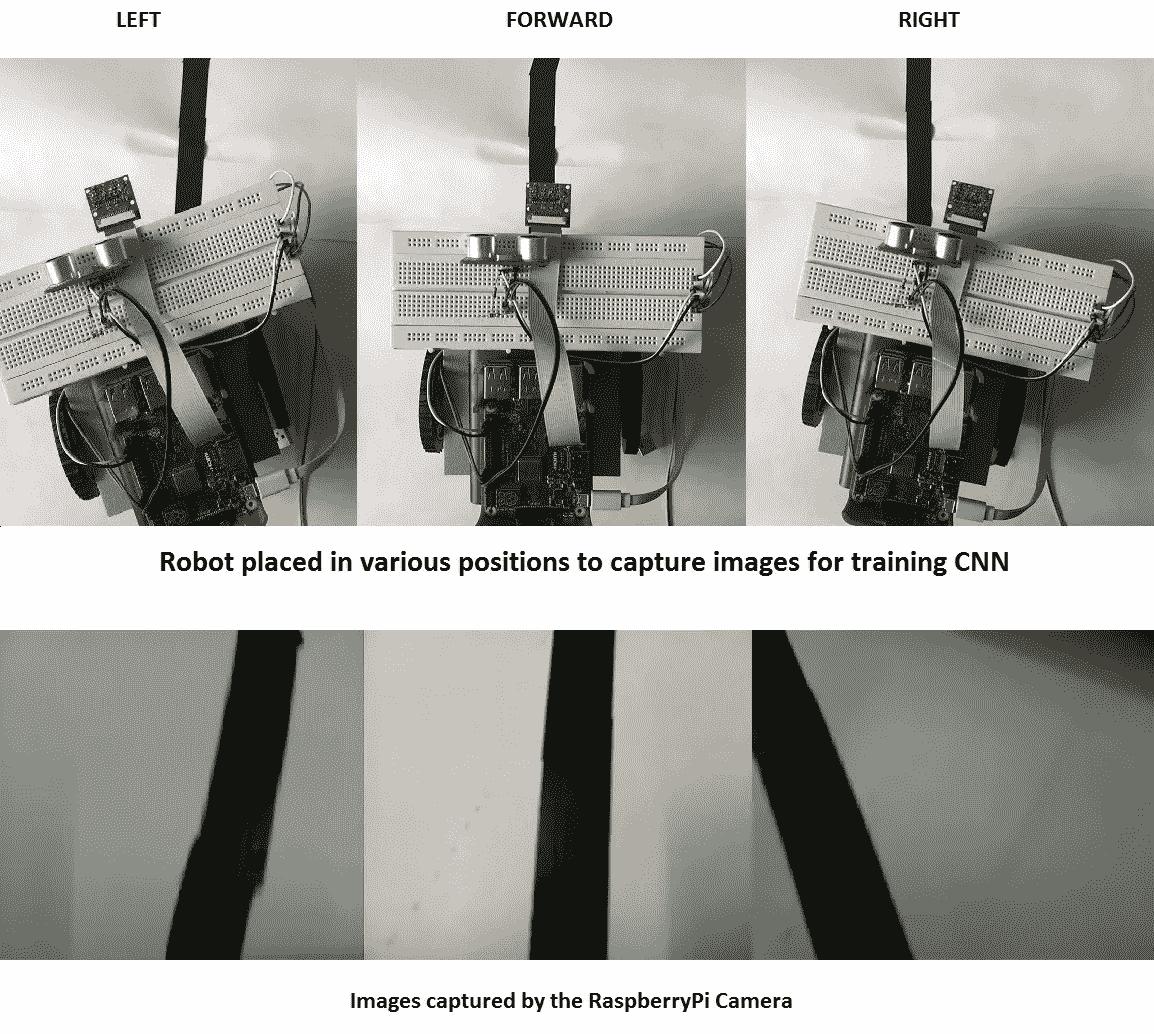 LEFT
FORWARD
RIGHT
Robot placed in various positions to capture images for training CNN
Images captured by the RaspberryPi Camera